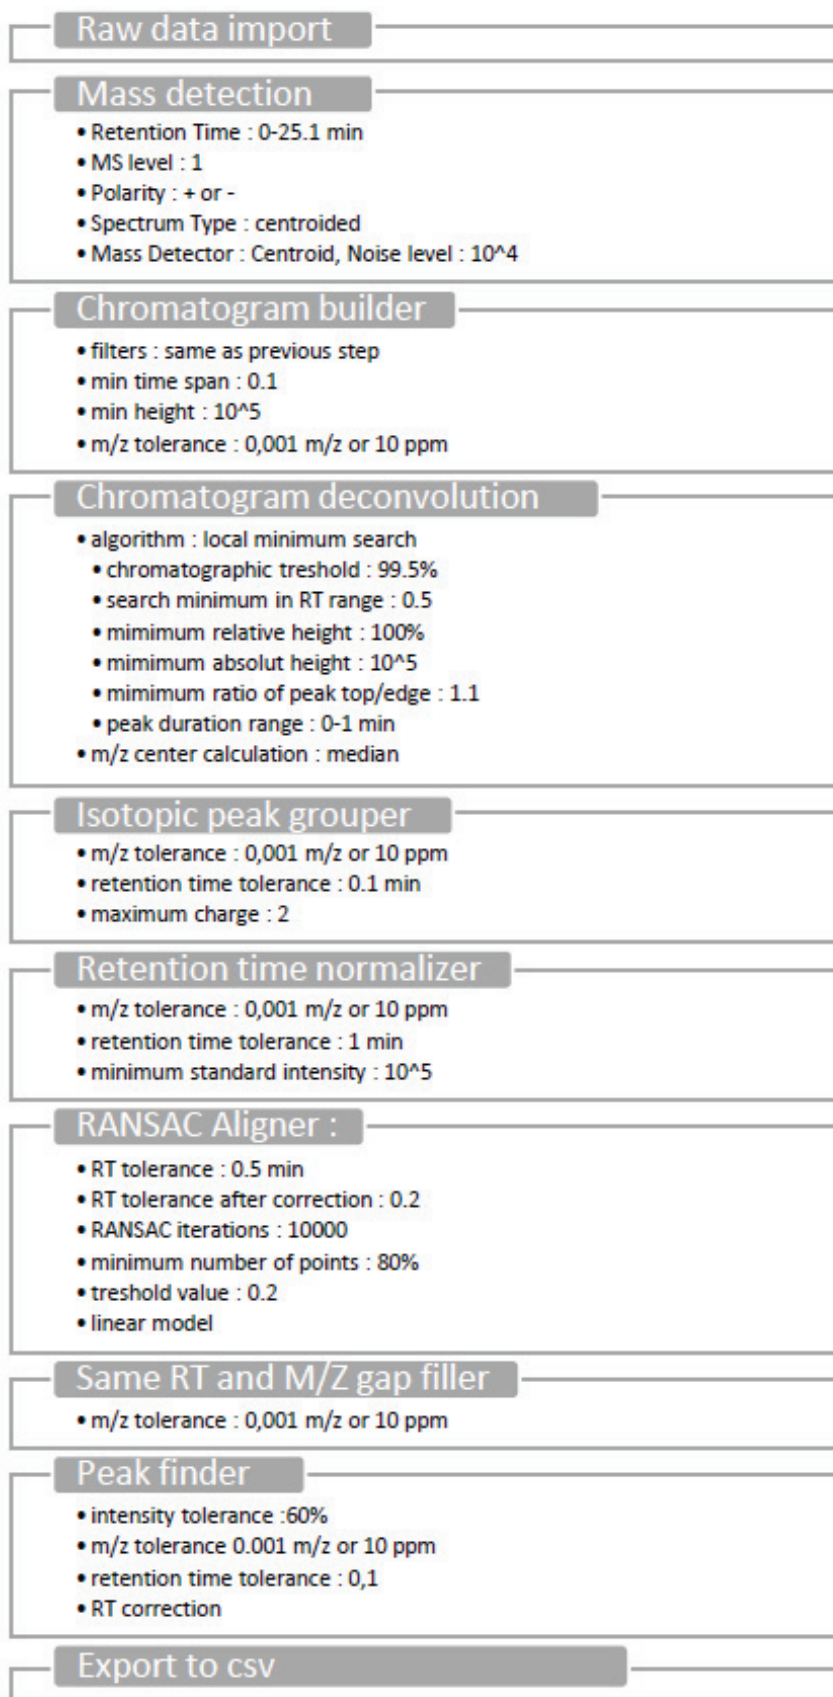 Raw data import
Mass detection
• Retention Time : 0-25.1 min
• MS level : 1
• Polarity : + or -
• Spectrum Type : centroided
• Mass Detector : Centroid, Noise level : 10^4
Chromatogram builder
• filters : same as previous step
• min time span : 0.1
• min height : 10^5
• m/z tolerance : 0,001 m/z or 10 ppm
Chromatogram deconvolution
• algorithm : local minimum search
• chromatographic treshold : 99.5%
• search minimum in RT range : 0.5
• mimimum relative height : 100%
• mimimum absolut height : 10^5
• mimimum ratio of peak top/edge : 1.1
• peak duration range : 0-1 min
• m/z center calculation : median
Isotopic peak grouper
• m/z tolerance : 0,001 m/z or 10 ppm
• retention time tolerance : 0.1 min
• maximum charge : 2
Retention time normalizer
• m/z tolerance : 0,001 m/z or 10 ppm
• retention time tolerance : 1 min
• minimum standard intensity : 10^5
RANSAC Aligner :
• RT tolerance : 0.5 min
• RT tolerance after correction : 0.2
• RANSAC iterations : 10000
• minimum number of points : 80%
• treshold value : 0.2
• linear model
Same RT and M/Z gap filler
• m/z tolerance : 0,001 m/z or 10 ppm
Peak finder
• intensity tolerance :60%
• m/z tolerance 0.001 m/z or 10 ppm
• retention time tolerance : 0,1
• RT correction
Export to csv